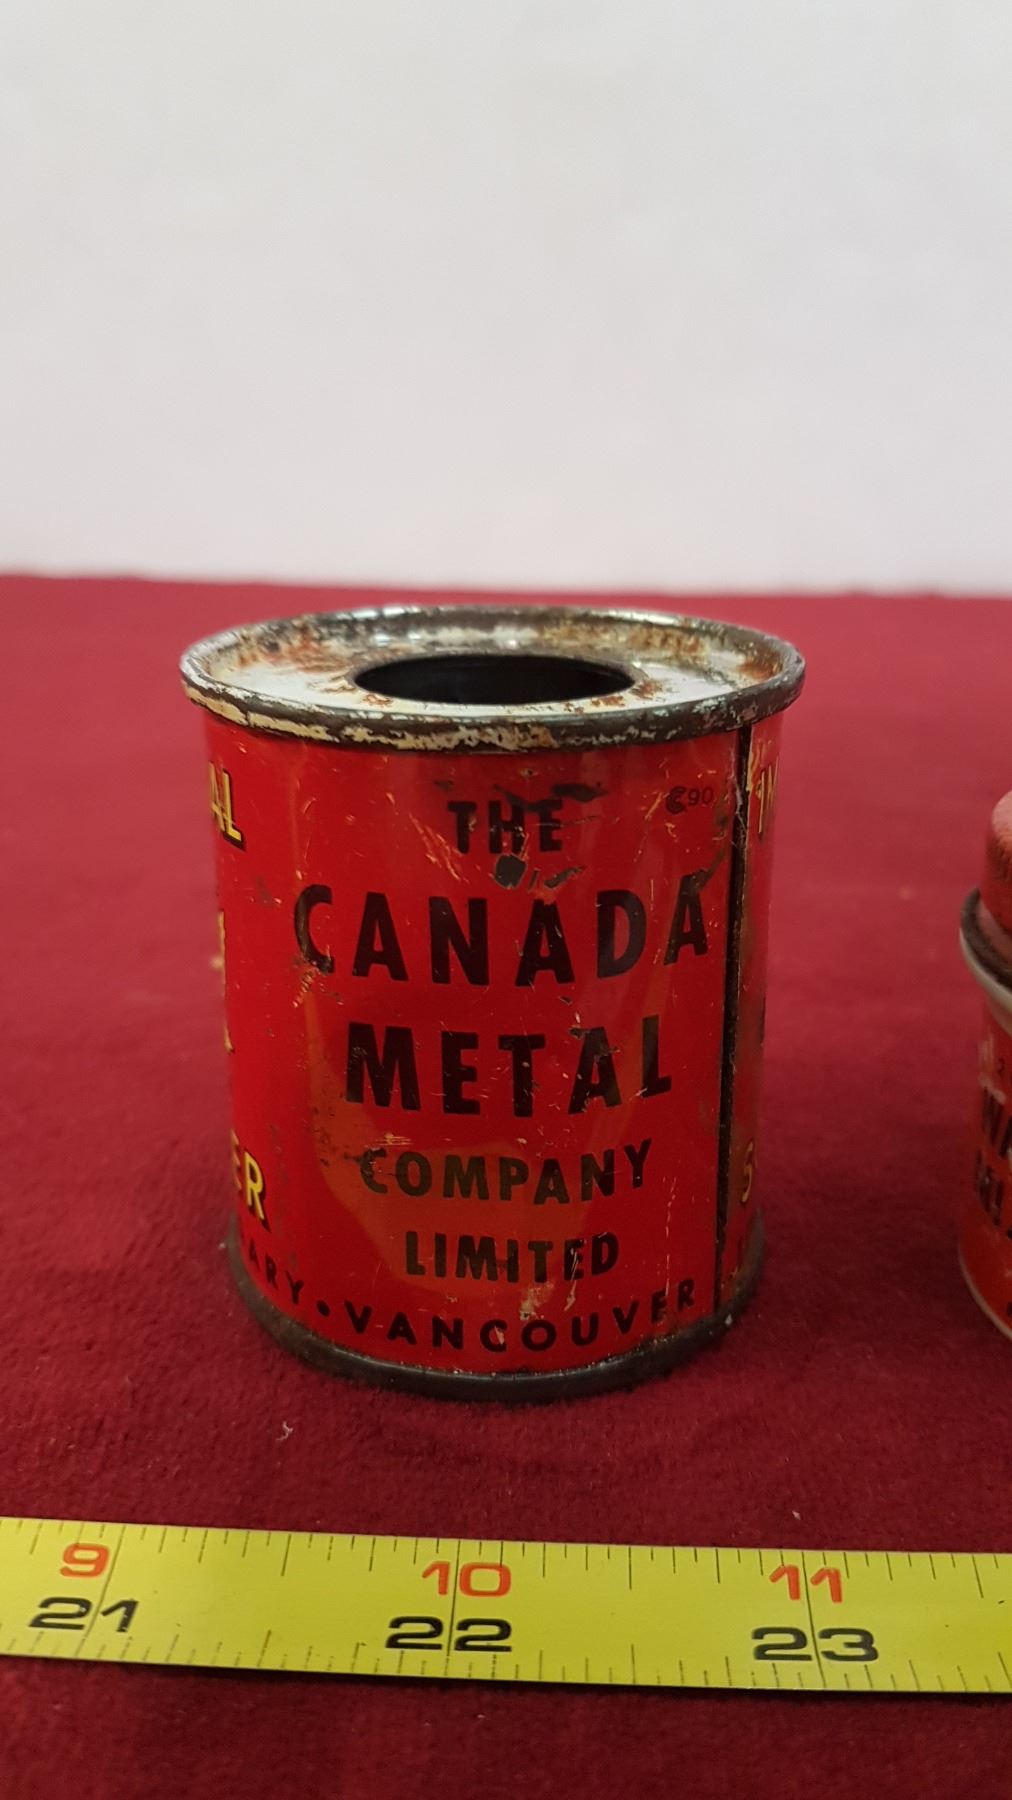 THE
C90
CANADA
METAL
COMPANY
LIMITED
VANCOUVER
9 10 11
21 22 23